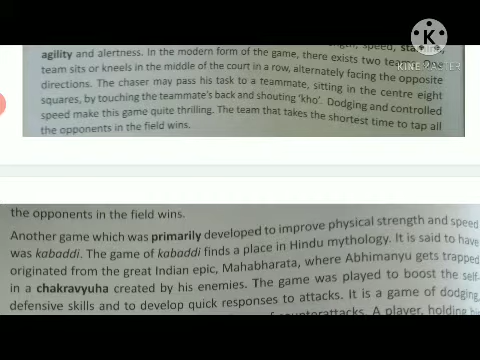 speed,
agility and alertness. In the modern form of the game, there exists two
team sits or kneels in the middle of the court in a row, alternately facing the opposite
directions. The chaser may pass his task to a teammate, sitting in the centre eight
squares, by touching the teammate's back and shouting 'kho'. Dodging and controlled
speed make this game quite thrilling. The team that takes the shortest time to tap all
the opponents in the field wins.
KINEMASTER
the opponents in the field wins.
Another game which was primarily developed to improve physical strength and speed
was kabaddi. The game of kabaddi finds a place in Hindu mythology. It is said to have
originated from the great Indian epic, Mahabharata, where Abhimanyu gets trapped
in a chakravyuha created by his enemies. The game was played to boost the self-
defensive skills and to develop quick responses to attacks. It is a game of dodging,
counterattacks. A player, holding